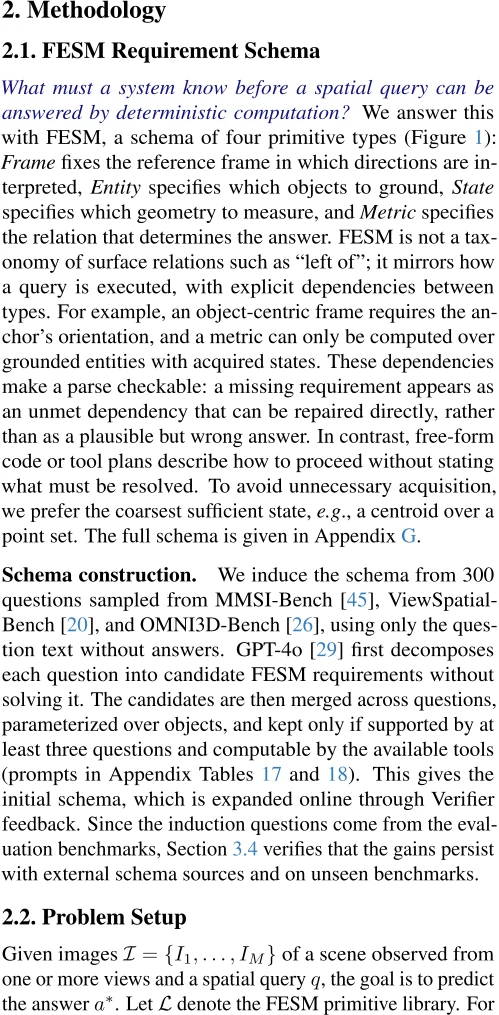 2. Methodology
2.1. FESM Requirement Schema
What must a system know before a spatial query can be
answered by deterministic computation? We answer this
with FESM, a schema of four primitive types (Figure 1):
Frame fixes the reference frame in which directions are in-
terpreted, Entity specifies which objects to ground, State
specifies which geometry to measure, and Metric specifies
the relation that determines the answer. FESM is not a tax-
onomy of surface relations such as “left of”; it mirrors how
a query is executed, with explicit dependencies between
types. For example, an object-centric frame requires the an-
chor’s orientation, and a metric can only be computed over
grounded entities with acquired states. These dependencies
make a parse checkable: a missing requirement appears as
an unmet dependency that can be repaired directly, rather
than as a plausible but wrong answer. In contrast, free-form
code or tool plans describe how to proceed without stating
what must be resolved. To avoid unnecessary acquisition,
we prefer the coarsest sufficient state, e.g., a centroid over a
point set. The full schema is given in Appendix G.
Schema construction. We induce the schema from 300
questions sampled from MMSI-Bench [45], ViewSpatial-
Bench [20], and OMNI3D-Bench [26], using only the ques-
tion text without answers. GPT-4o [29] first decomposes
each question into candidate FESM requirements without
solving it. The candidates are then merged across questions,
parameterized over objects, and kept only if supported by at
least three questions and computable by the available tools
(prompts in Appendix Tables 17 and 18). This gives the
initial schema, which is expanded online through Verifier
feedback. Since the induction questions come from the eval-
uation benchmarks, Section 3.4 verifies that the gains persist
with external schema sources and on unseen benchmarks.
2.2. Problem Setup
Given images 𝓘 = {I₁, . . . , I_M} of a scene observed from
one or more views and a spatial query q, the goal is to predict
the answer a*. Let 𝓛 denote the FESM primitive library. For